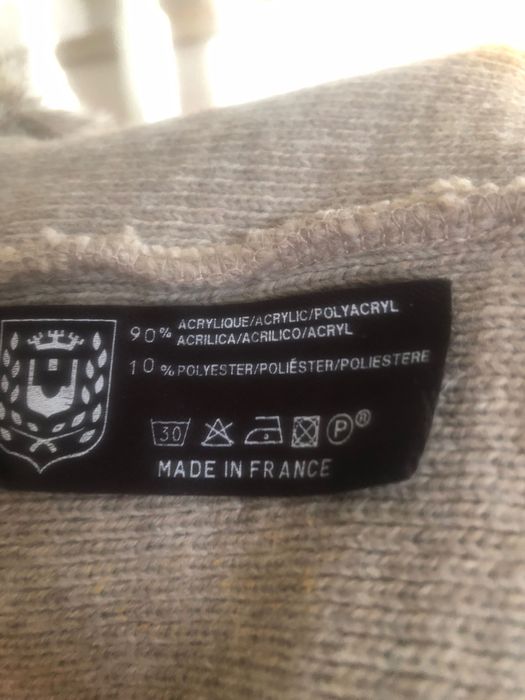 90% ACRYLIQUE/ACRYLIC/POLYACRYL
ACRILICA/ACRILICO/ACRYL
10% POLYESTER/POLIÉSTER/POLIESTERE
30 P®
MADE IN FRANCE